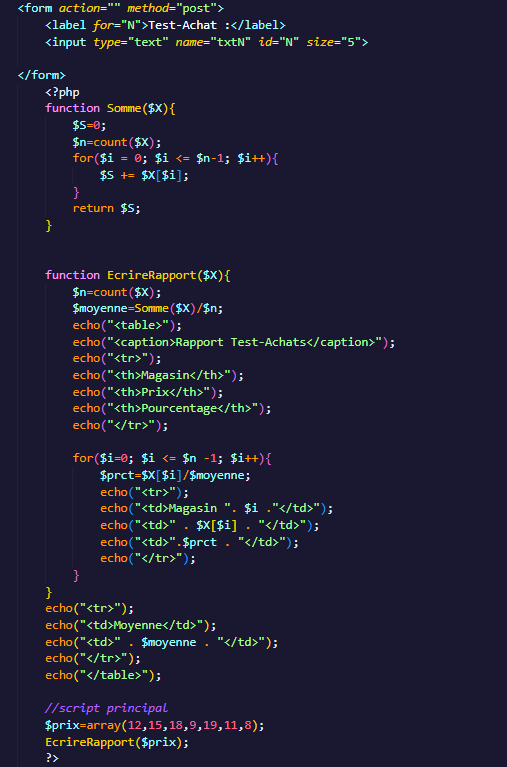 <form action="" method="post">
    <label for="N">Test-Achat :</label>
    <input type="text" name="txtN" id="N" size="5">

</form>
    <?php
    function Somme($X){
        $S=0;
        $n=count($X);
        for($i = 0; $i <= $n-1; $i++){
            $S += $X[$i];
        }
        return $S;
    }


    function EcrireRapport($X){
        $n=count($X);
        $moyenne=Somme($X)/$n;
        echo("<table>");
        echo("<caption>Rapport Test-Achats</caption>");
        echo("<tr>");
        echo("<th>Magasin</th>");
        echo("<th>Prix</th>");
        echo("<th>Pourcentage</th>");
        echo("</tr>");

        for($i=0; $i <= $n -1; $i++){
            $prct=$X[$i]/$moyenne;
            echo("<tr>");
            echo("<td>Magasin ". $i ."</td>");
            echo("<td>" . $X[$i] . "</td>");
            echo("<td>".$prct . "</td>");
            echo("</tr>");
        }
    }
    echo("<tr>");
    echo("<td>Moyenne</td>");
    echo("<td>" . $moyenne . "</td>");
    echo("</tr>");
    echo("</table>");

    //script principal
    $prix=array(12,15,18,9,19,11,8);
    EcrireRapport($prix);
    ?>